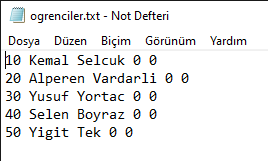 ogrenciler.txt - Not Defteri
Dosya Düzen Biçim Görünüm Yardım
10 Kemal Selcuk 0 0
20 Alperen Vardarli 0 0
30 Yusuf Yortac 0 0
40 Selen Boyraz 0 0
50 Yigit Tek 0 0